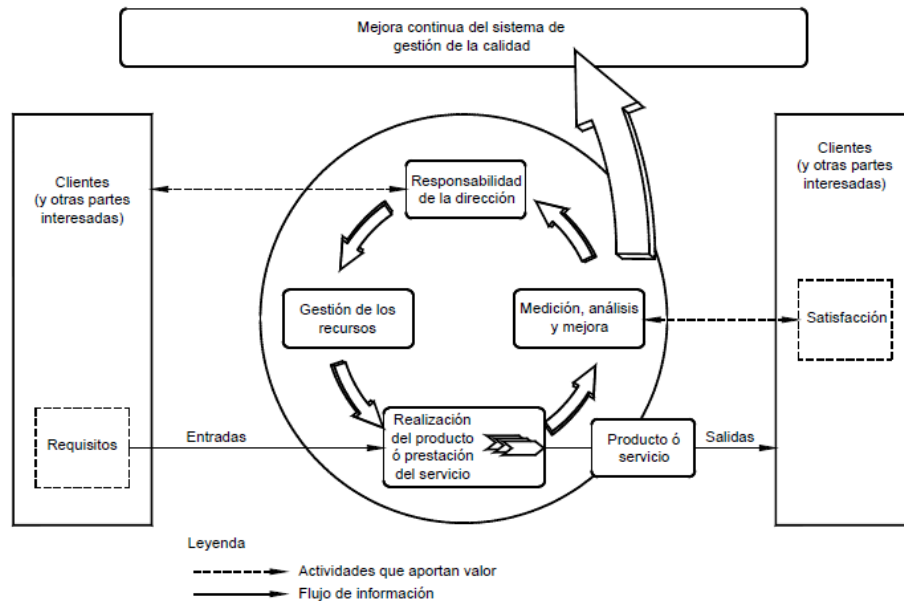 Mejora continua del sistema de
gestión de la calidad
Clientes
(y otras partes
interesadas)
Responsabilidad
de la dirección
Clientes
(y otras partes
interesadas)
Gestión de los
recursos
Medición, análisis
y mejora
Satisfacción
Requisitos
Entradas
Realización
del producto
ó prestación
del servicio
Producto ó
servicio
Salidas
Leyenda
Actividades que aportan valor
Flujo de información